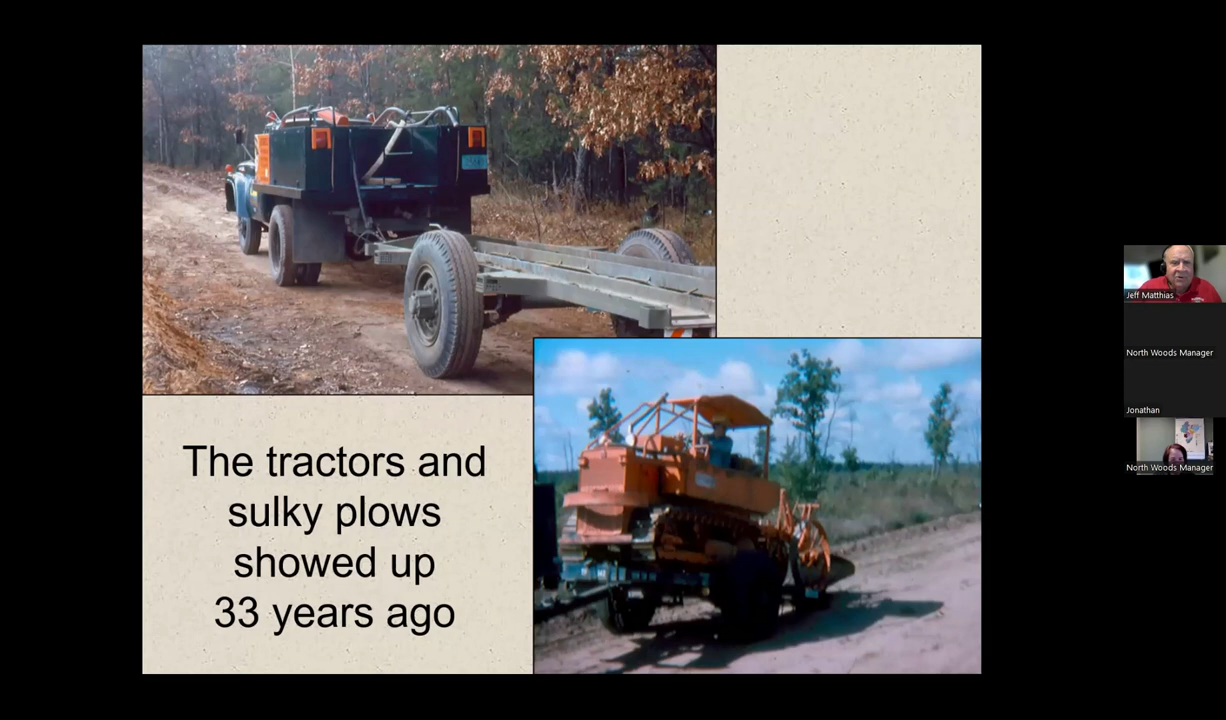 The tractors and
sulky plows
showed up
33 years ago
Jeff Matthias
North Woods Manager
Jonathan
North Woods Manager